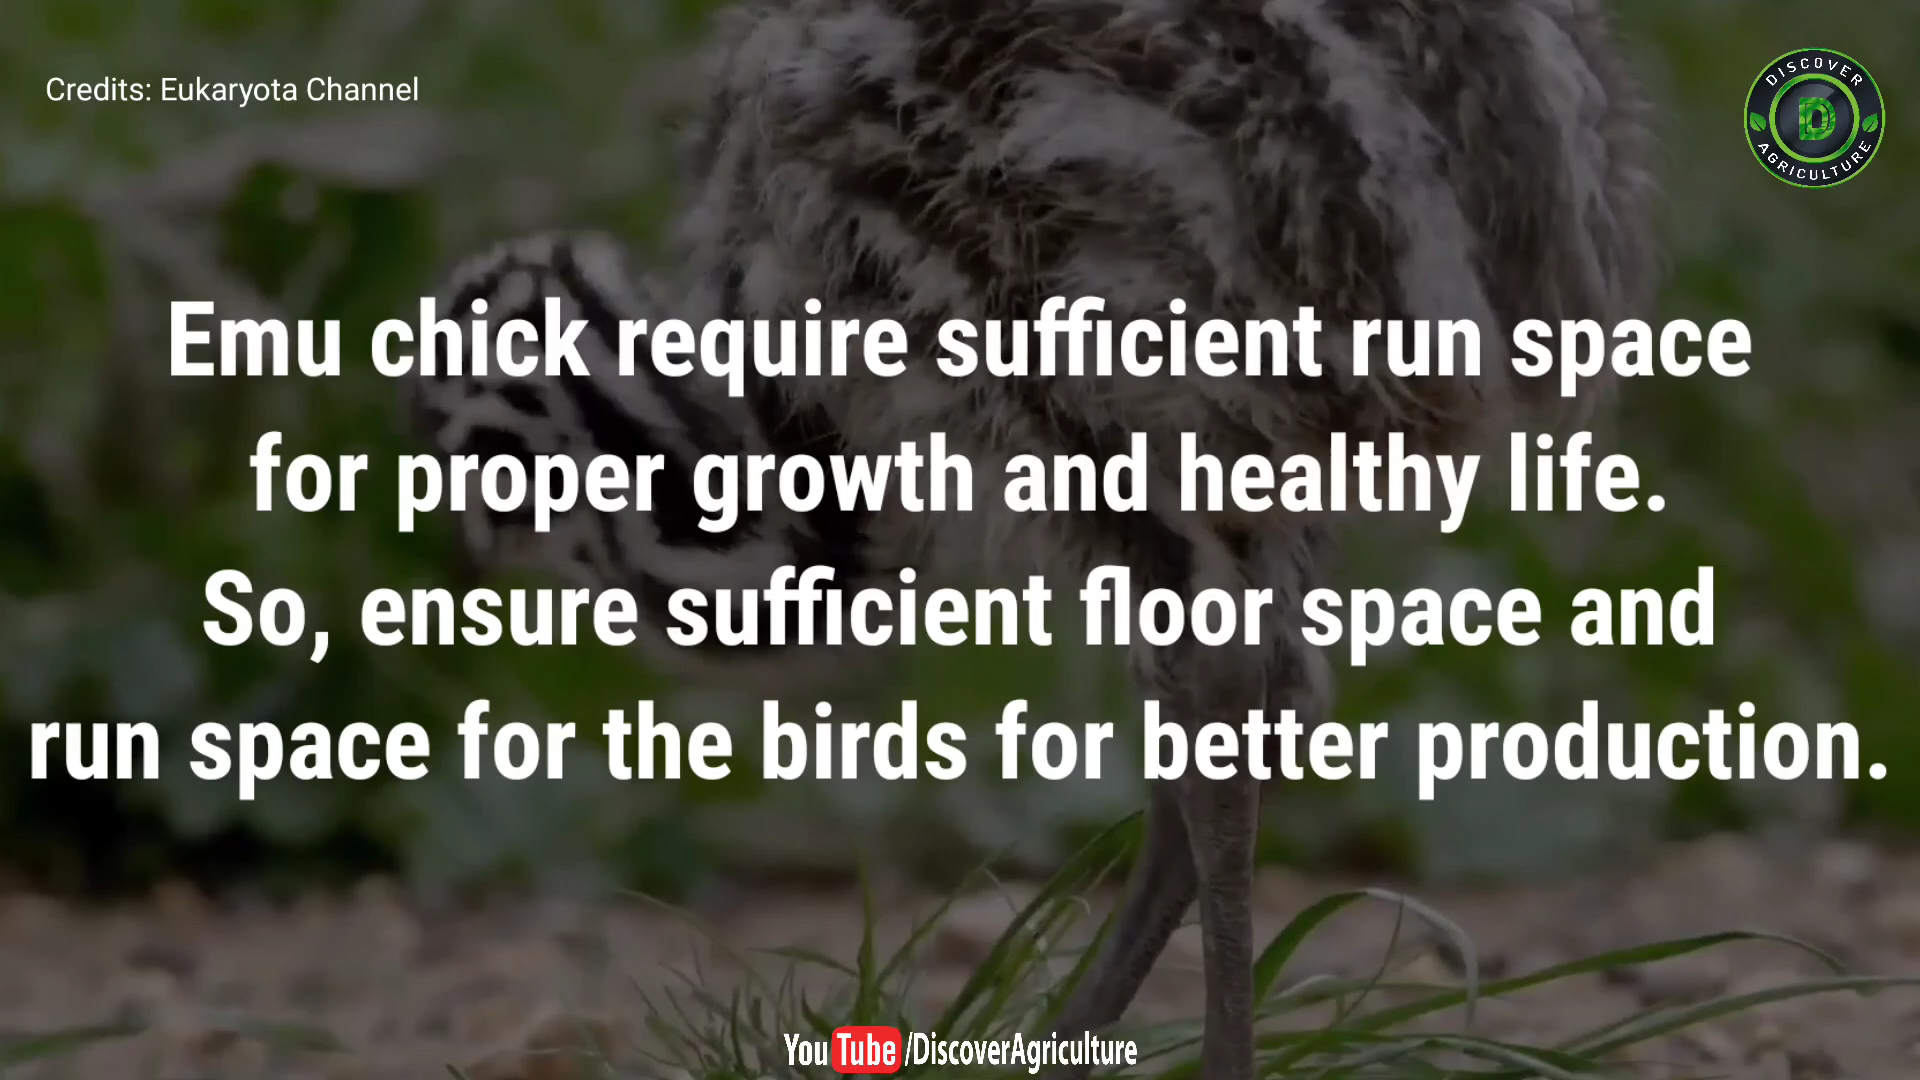 Credits: Eukaryota Channel
DISCOVER
D
AGRICULTURE
Emu chick require sufficient run space
for proper growth and healthy life.
So, ensure sufficient floor space and
run space for the birds for better production.
YouTube/DiscoverAgriculture